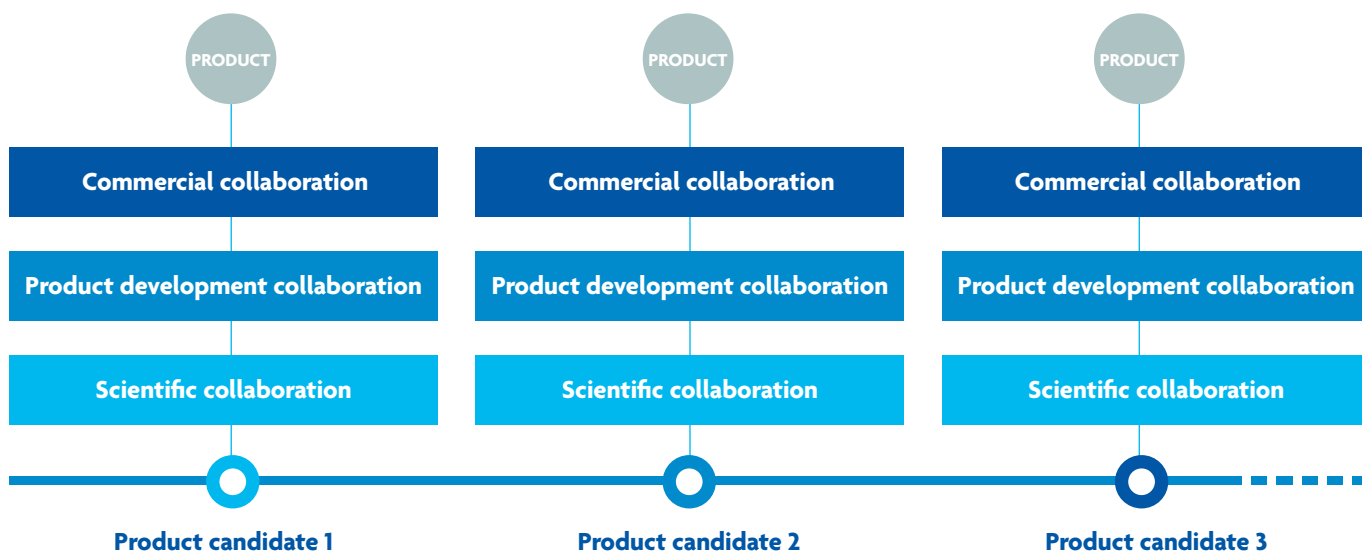 PRODUCT
PRODUCT
PRODUCT
Commercial collaboration
Commercial collaboration
Commercial collaboration
Product development collaboration
Product development collaboration
Product development collaboration
Scientific collaboration
Scientific collaboration
Scientific collaboration
Product candidate 1
Product candidate 2
Product candidate 3